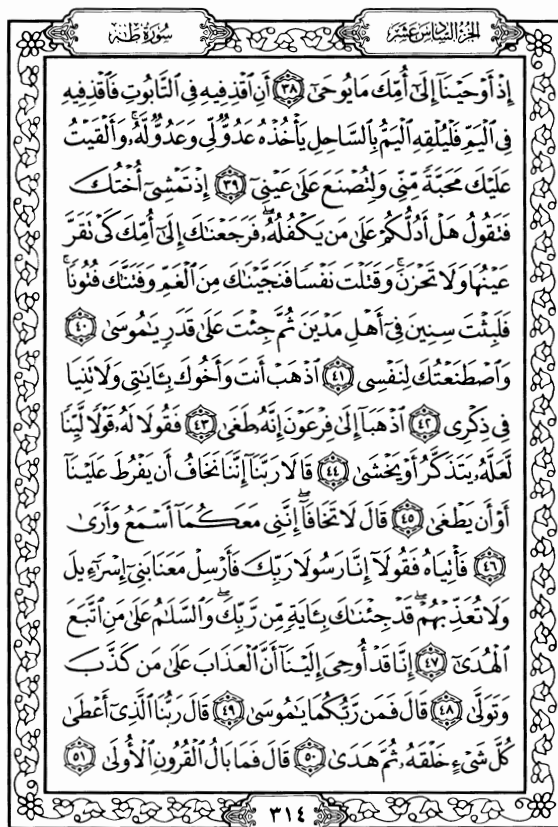 الجزء السادس عشر
سورة طه
إِذْ أَوْحَيْنَا إِلَىٰ أُمِّكَ مَا يُوحَىٰ ٣٨ أَنِ اقْذِفِيهِ فِي التَّابُوتِ فَاقْذِفِيهِ
فِي الْيَمِّ فَلْيُلْقِهِ الْيَمُّ بِالسَّاحِلِ يَأْخُذْهُ عَدُوٌّ لِّي وَعَدُوٌّ لَّهُۚ وَأَلْقَيْتُ
عَلَيْكَ مَحَبَّةً مِّنِّي وَلِتُصْنَعَ عَلَىٰ عَيْنِي ٣٩ إِذْ تَمْشِي أُخْتُكَ
فَتَقُولُ هَلْ أَدُلُّكُمْ عَلَىٰ مَن يَكْفُلُهُۖ فَرَجَعْنَاكَ إِلَىٰ أُمِّكَ كَيْ تَقَرَّ
عَيْنُهَا وَلَا تَحْزَنَۚ وَقَتَلْتَ نَفْسًا فَنَجَّيْنَاكَ مِنَ الْغَمِّ وَفَتَنَّاكَ فُتُونًاۚ
فَلَبِثْتَ سِنِينَ فِي أَهْلِ مَدْيَنَ ثُمَّ جِئْتَ عَلَىٰ قَدَرٍ يَامُوسَىٰ ٤٠
وَاصْطَنَعْتُكَ لِنَفْسِي ٤١ اذْهَبْ أَنتَ وَأَخُوكَ بِآيَاتِي وَلَا تَنِيَا
فِي ذِكْرِي ٤٢ اذْهَبَا إِلَىٰ فِرْعَوْنَ إِنَّهُ طَغَىٰ ٤٣ فَقُولَا لَهُ قَوْلًا لَّيِّنًا
لَّعَلَّهُ يَتَذَكَّرُ أَوْ يَخْشَىٰ ٤٤ قَالَا رَبَّنَا إِنَّنَا نَخَافُ أَن يَفْرُطَ عَلَيْنَا
أَوْ أَن يَطْغَىٰ ٤٥ قَالَ لَا تَخَافَاۖ إِنَّنِي مَعَكُمَا أَسْمَعُ وَأَرَىٰ
٤٦ فَأْتِيَاهُ فَقُولَا إِنَّا رَسُولَا رَبِّكَ فَأَرْسِلْ مَعَنَا بَنِي إِسْرَائِيلَ
وَلَا تُعَذِّبْهُمْۖ قَدْ جِئْنَاكَ بِآيَةٍ مِّن رَّبِّكَۖ وَالسَّلَامُ عَلَىٰ مَنِ اتَّبَعَ
الْهُدَىٰ ٤٧ إِنَّا قَدْ أُوحِيَ إِلَيْنَا أَنَّ الْعَذَابَ عَلَىٰ مَن كَذَّبَ
وَتَوَلَّىٰ ٤٨ قَالَ فَمَن رَّبُّكُمَا يَامُوسَىٰ ٤٩ قَالَ رَبُّنَا الَّذِي أَعْطَىٰ
كُلَّ شَيْءٍ خَلْقَهُ ثُمَّ هَدَىٰ ٥٠ قَالَ فَمَا بَالُ الْقُرُونِ الْأُولَىٰ ٥١
٣١٤